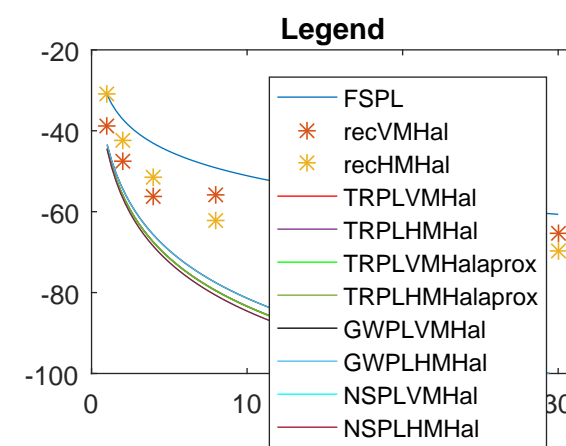 Legend
-20
-40
-60
-80
-100
0
10
30
FSPL
recVMHal
recHMHal
TRPLVMHal
TRPLHMHal
TRPLVMHalaprox
TRPLHMHalaprox
GWPLVMHal
GWPLHMHal
NSPLVMHal
NSPLHMHal